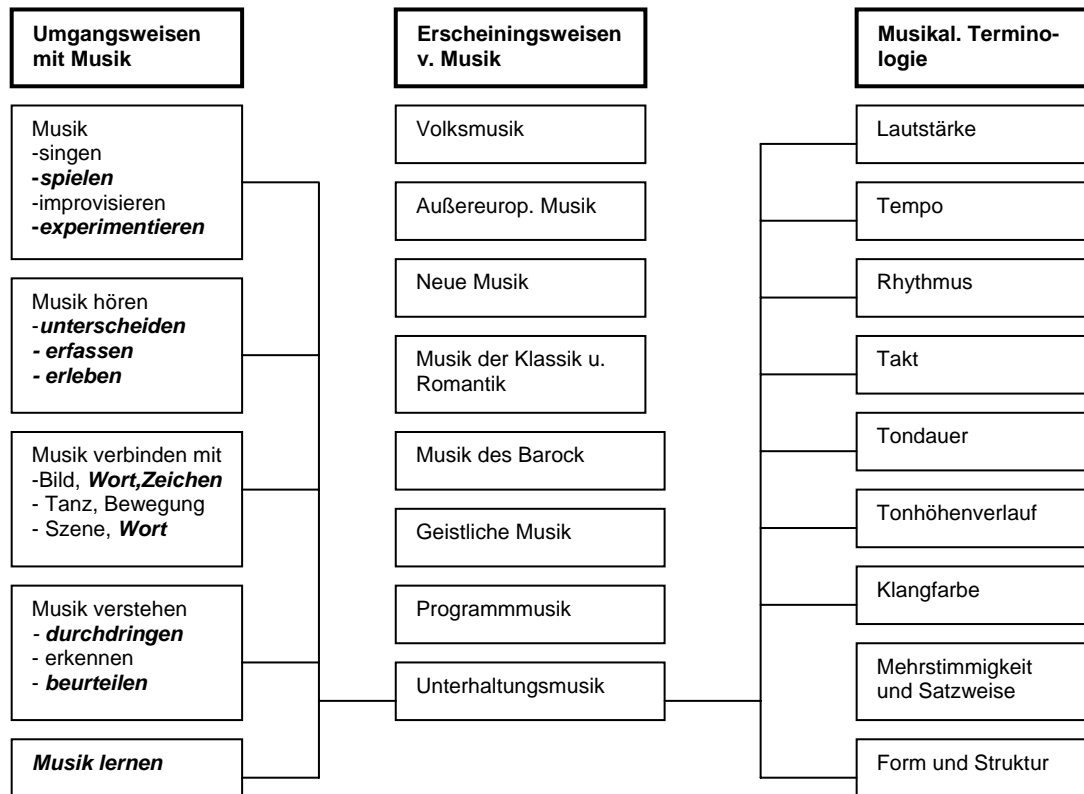 Umgangsweisen
mit Musik
Musik
-singen
-spielen
-improvisieren
-experimentieren
Musik hören
-unterscheiden
- erfassen
- erleben
Musik verbinden mit
-Bild, Wort,Zeichen
- Tanz, Bewegung
- Szene, Wort
Musik verstehen
- durchdringen
- erkennen
- beurteilen
Musik lernen
Erscheiningsweisen
v. Musik
Volksmusik
Außereurop. Musik
Neue Musik
Musik der Klassik u.
Romantik
Musik des Barock
Geistliche Musik
Programmmusik
Unterhaltungsmusik
Musikal. Termino-
logie
Lautstärke
Tempo
Rhythmus
Takt
Tondauer
Tonhöhenverlauf
Klangfarbe
Mehrstimmigkeit
und Satzweise
Form und Struktur